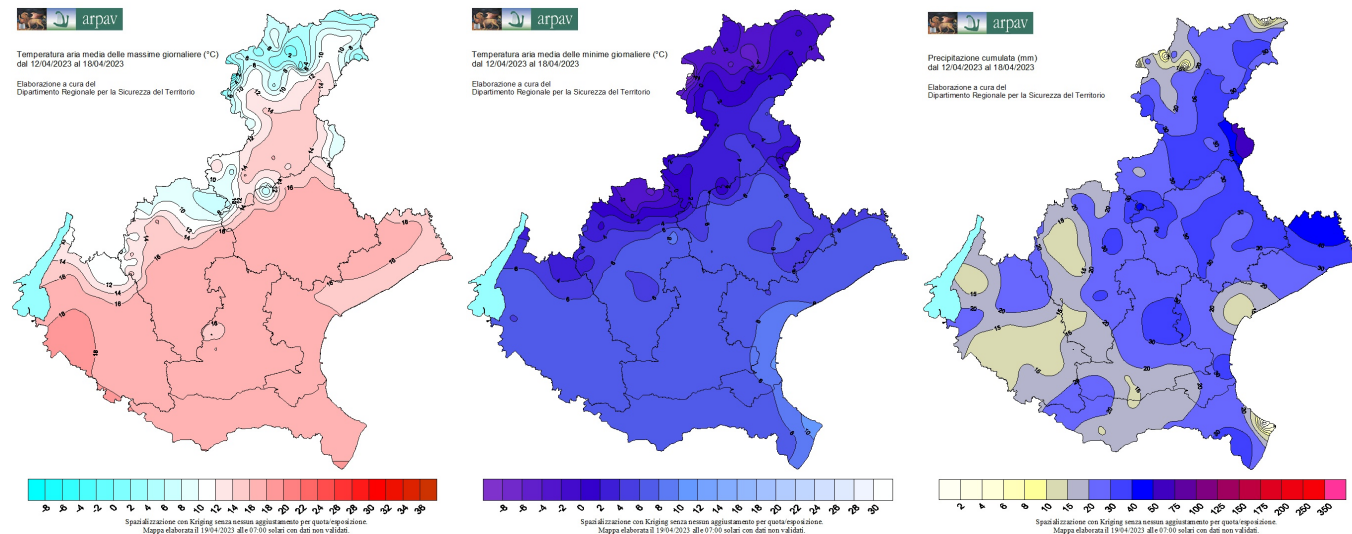 arpav
Temperatura aria media delle massime giornaliere (°C)
dal 12/04/2023 al 18/04/2023
Elaborazione a cura del
Dipartimento Regionale per la Sicurezza del Territorio
-8 -6 -4 -2 0 2 4 6 8 10 12 14 16 18 20 22 24 26 28 30 32 34 36
Spazializzazione con Kriging senza nessun aggiustamento per quota/esposizione.
Mappa elaborata il 19/04/2023 alle 07:00 solari con dati non validati.
arpav
Temperatura aria media delle minime giornaliere (°C)
dal 12/04/2023 al 18/04/2023
Elaborazione a cura del
Dipartimento Regionale per la Sicurezza del Territorio
-8 -6 -4 -2 0 2 4 6 8 10 12 14 16 18 20 22 24 26 28 30
Spazializzazione con Kriging senza nessun aggiustamento per quota/esposizione.
Mappa elaborata il 19/04/2023 alle 07:00 solari con dati non validati.
arpav
Precipitazione cumulata (mm)
dal 12/04/2023 al 18/04/2023
Elaborazione a cura del
Dipartimento Regionale per la Sicurezza del Territorio
2 4 6 8 10 15 20 30 40 50 75 100 125 150 175 200 250 350
Spazializzazione con Kriging senza nessun aggiustamento per quota/esposizione.
Mappa elaborata il 19/04/2023 alle 07:00 solari con dati non validati.